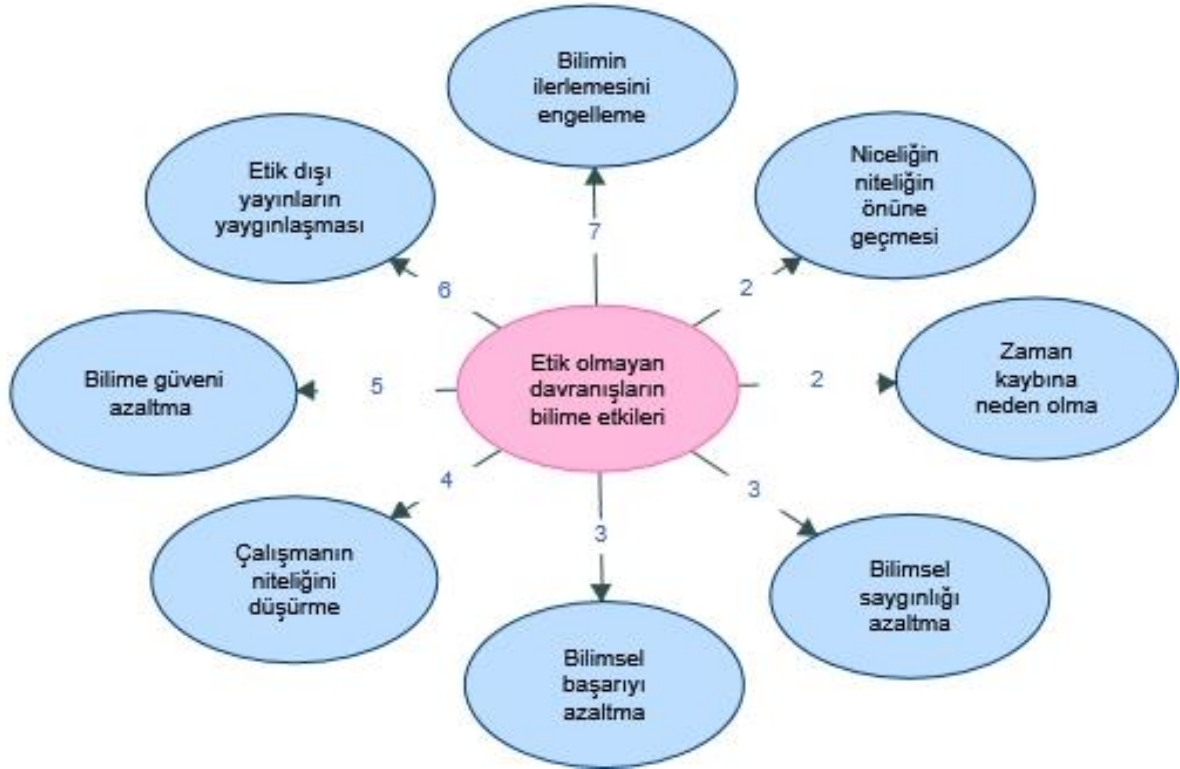 Bilimin
ilerlemesini
engelleme
Etik dışı
yayınların
yaygınlaşması
Niceliğin
niteliğin
önüne
geçmesi
7
6
2
Bilime güveni
azaltma
5
Etik olmayan
davranışların
bilime etkileri
2
Zaman
kaybına
neden olma
4
3
3
Çalışmanın
niteliğini
düşürme
Bilimsel
başarıyı
azaltma
Bilimsel
saygınlığı
azaltma